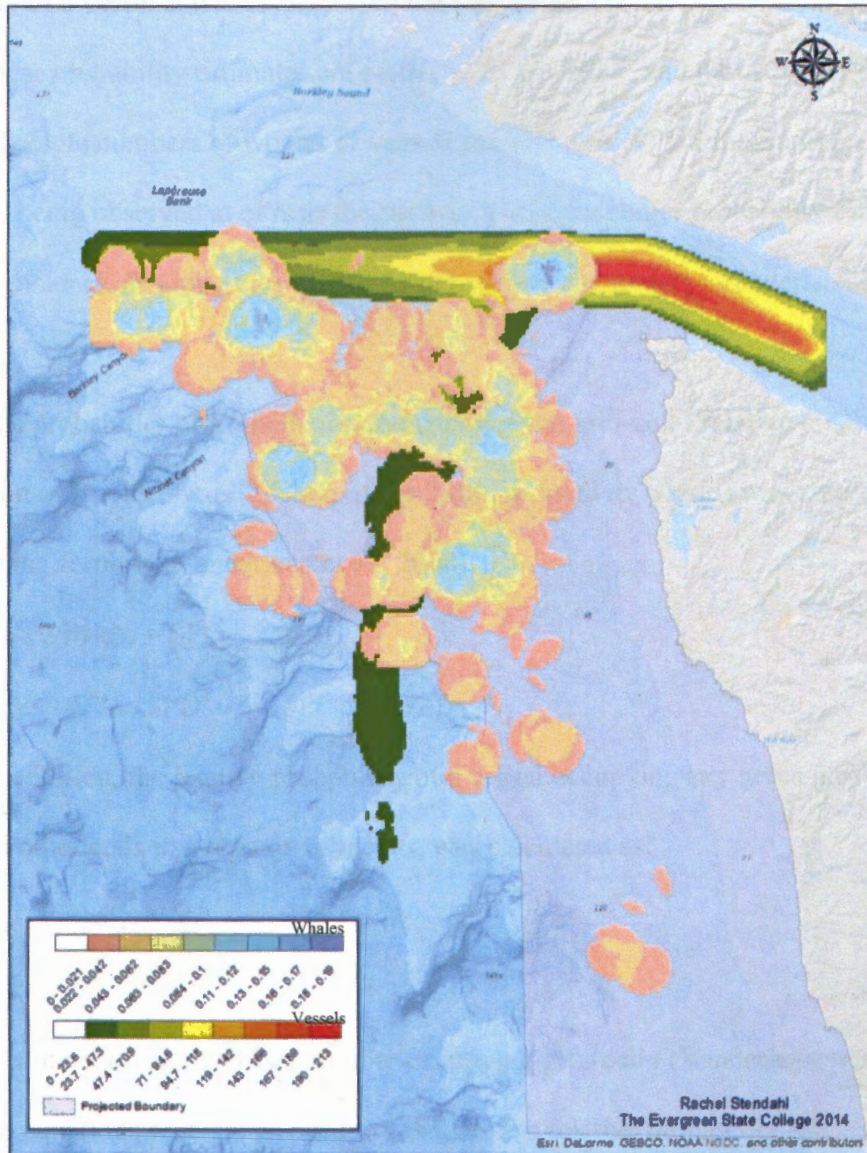 N
W E
S
Barkley Sound
Laperouse
Bank
Barkley Canyon
Nitinat Canyon
Whales
0 - 0.021
0.022 - 0.042
0.043 - 0.062
0.063 - 0.083
0.084 - 0.1
0.11 - 0.12
0.13 - 0.15
0.16 - 0.17
0.18 - 0.19
Vessels
0 - 23.6
23.7 - 47.3
47.4 - 70.9
71 - 94.6
94.7 - 118
119 - 142
143 - 166
167 - 189
190 - 213
Projected Boundary
Rachel Stendahl
The Evergreen State College 2014
Esri, DeLorme, GEBCO, NOAA NGDC, and other contributors